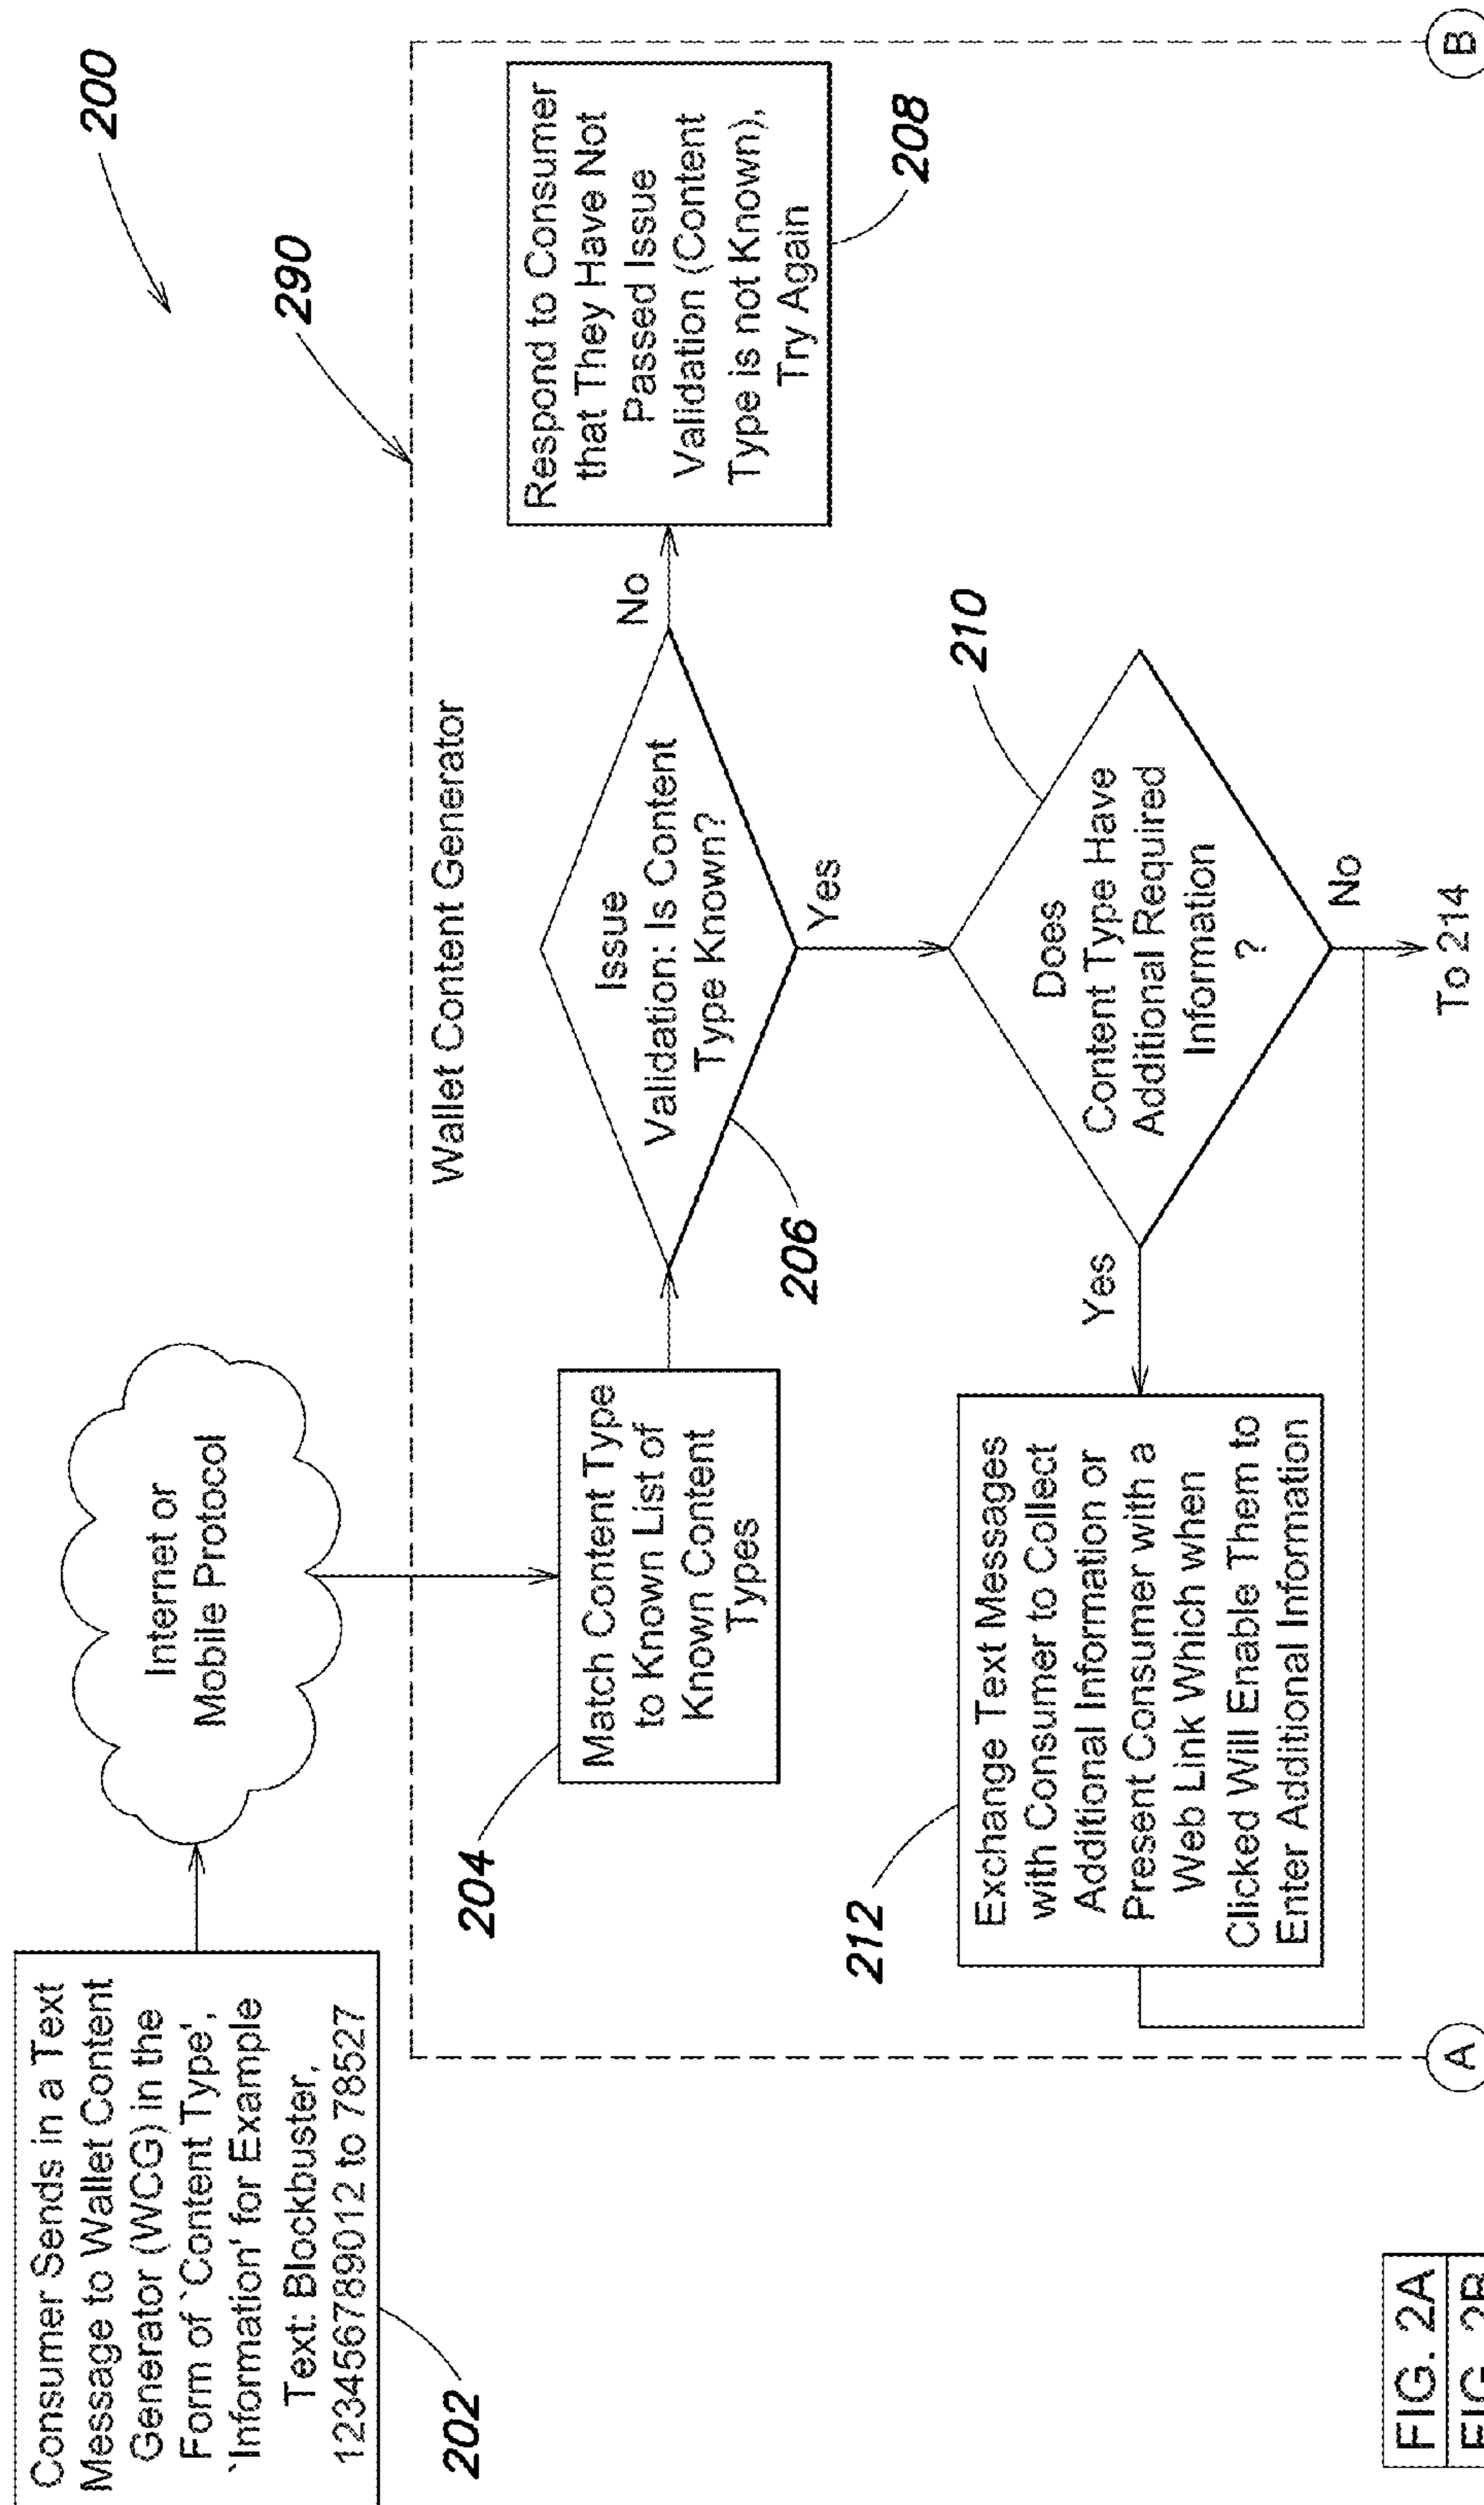 200
Consumer Sends in a Text
Message to Wallet Content
Generator (WCG) in the
Form of `Content Type',
`Information' for Example
Text: Blockbuster,
123456789012 to 78527
202
Internet or
Mobile Protocol
290
Wallet Content Generator
204
Match Content Type
to Known List of
Known Content
Types
Issue
Validation: Is Content
Type Known?
206
No
Respond to Consumer
that They Have Not
Passed Issue
Validation (Content
Type is not Known),
Try Again
208
Yes
212
Exchange Text Messages
with Consumer to Collect
Additional Information or
Present Consumer with a
Web Link Which when
Clicked Will Enable Them to
Enter Additional Information
Yes
Does
Content Type Have
Additional Required
Information
?
210
No
To 214
A
B
FIG. 2A
FIG. 2B